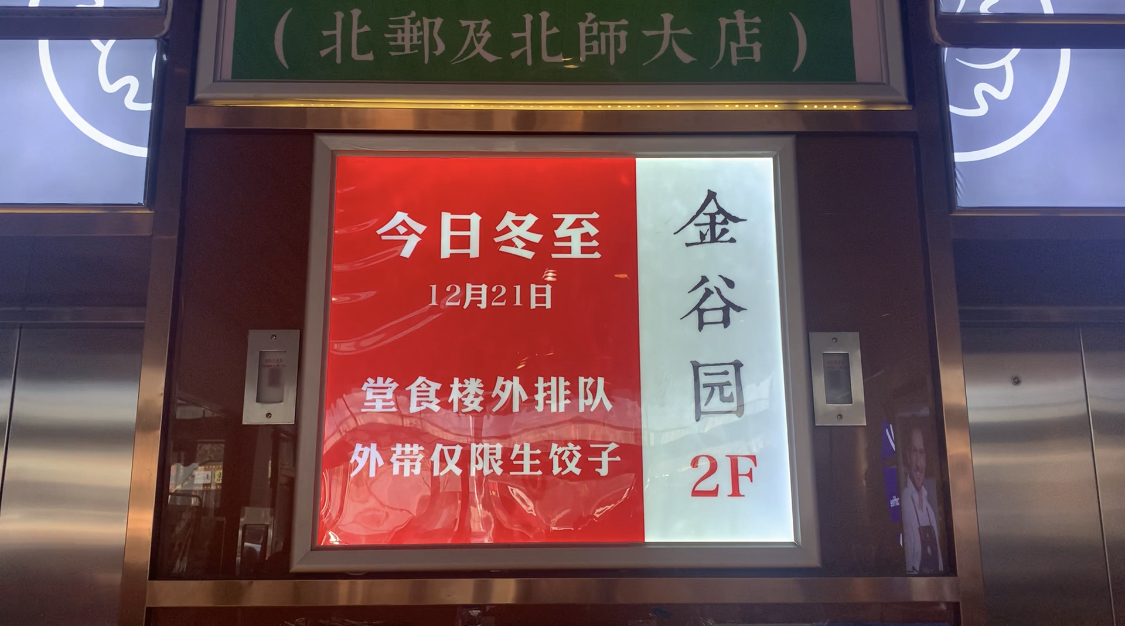 （北郵及北師大店）
今日冬至
12月21日
堂食楼外排队
外带仅限生饺子
金谷园
2F